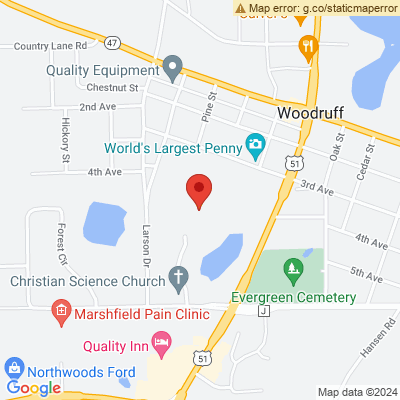 Map error: g.co/staticmaperror
Country Lane Rd
47
Quality Equipment
Chestnut St
2nd Ave
Pine St
Woodruff
Hickory St
World's Largest Penny
51
Oak St
Cedar St
4th Ave
3rd Ave
Forest Cir
Larson Dr
4th Ave
5th Ave
Christian Science Church
Evergreen Cemetery
Marshfield Pain Clinic
J
Hansen Rd
Quality Inn
51
Northwoods Ford
Google
Map data ©2024